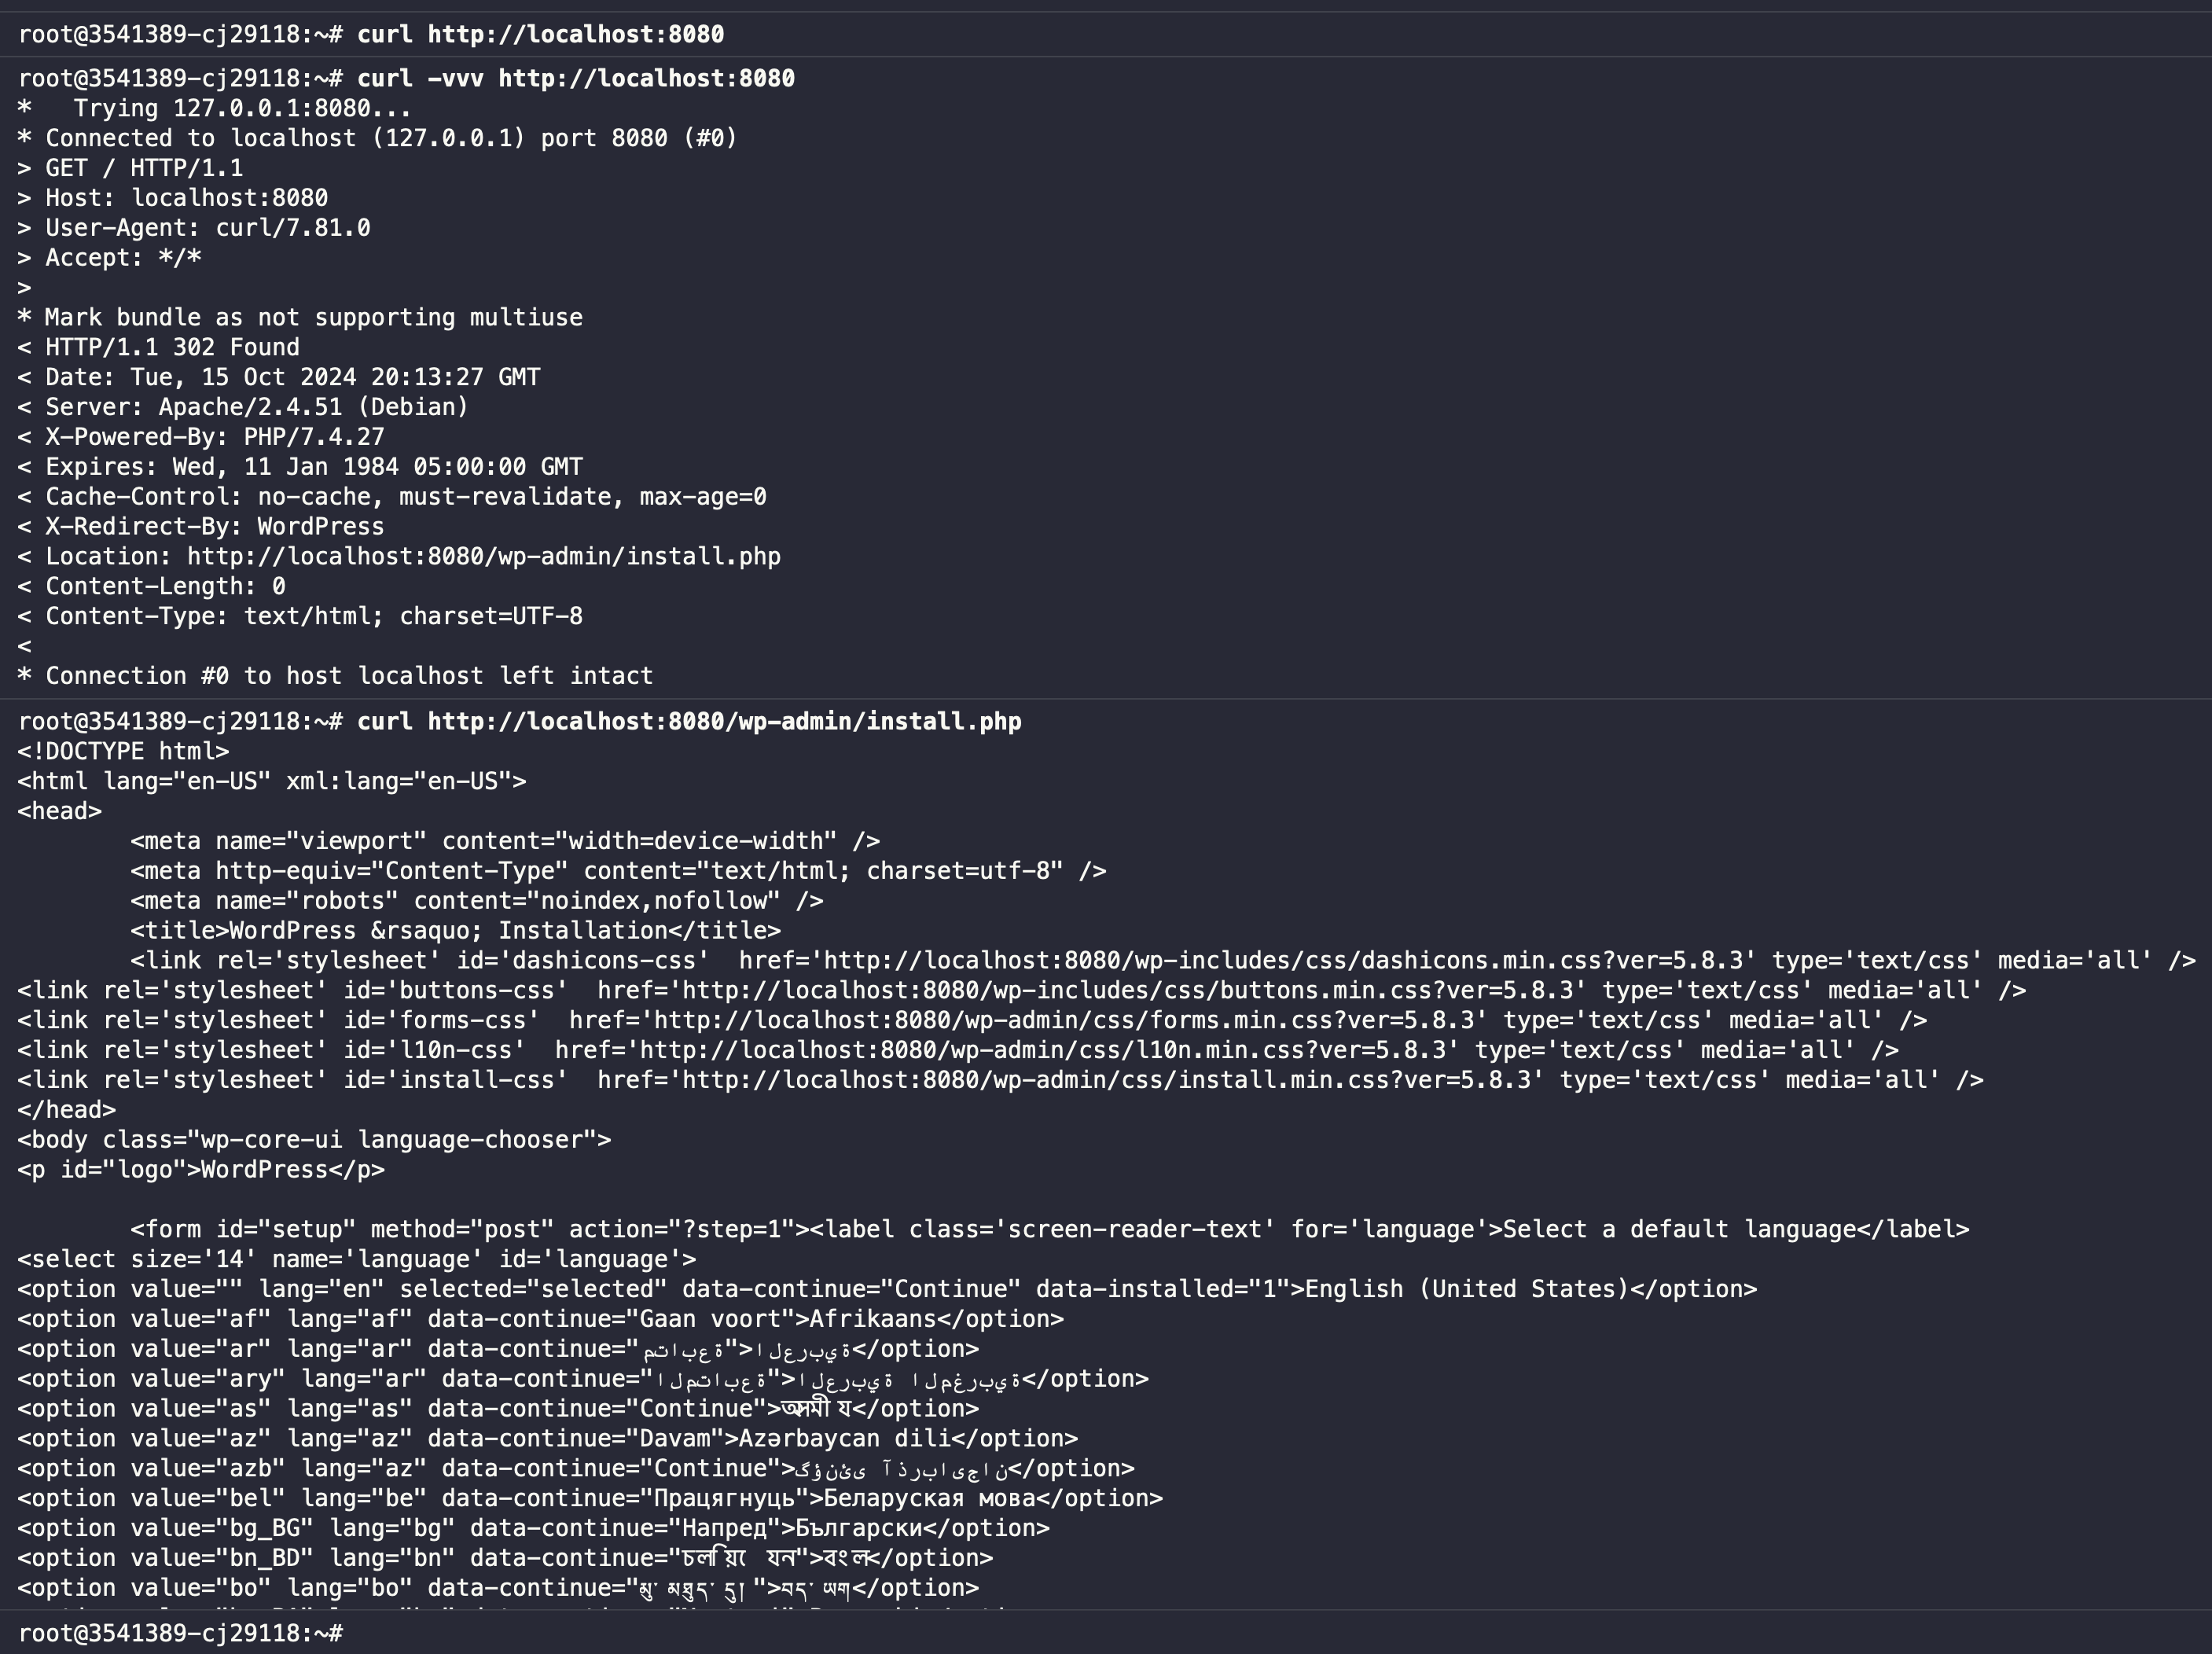 root@3541389-cj29118:~# curl http://localhost:8080
root@3541389-cj29118:~# curl -vvv http://localhost:8080
*   Trying 127.0.0.1:8080...
* Connected to localhost (127.0.0.1) port 8080 (#0)
> GET / HTTP/1.1
> Host: localhost:8080
> User-Agent: curl/7.81.0
> Accept: */*
>
* Mark bundle as not supporting multiuse
< HTTP/1.1 302 Found
< Date: Tue, 15 Oct 2024 20:13:27 GMT
< Server: Apache/2.4.51 (Debian)
< X-Powered-By: PHP/7.4.27
< Expires: Wed, 11 Jan 1984 05:00:00 GMT
< Cache-Control: no-cache, must-revalidate, max-age=0
< X-Redirect-By: WordPress
< Location: http://localhost:8080/wp-admin/install.php
< Content-Length: 0
< Content-Type: text/html; charset=UTF-8
<
* Connection #0 to host localhost left intact
root@3541389-cj29118:~# curl http://localhost:8080/wp-admin/install.php
<!DOCTYPE html>
<html lang="en-US" xml:lang="en-US">
<head>
        <meta name="viewport" content="width=device-width" />
        <meta http-equiv="Content-Type" content="text/html; charset=utf-8" />
        <meta name="robots" content="noindex,nofollow" />
        <title>WordPress &rsaquo; Installation</title>
        <link rel='stylesheet' id='dashicons-css'  href='http://localhost:8080/wp-includes/css/dashicons.min.css?ver=5.8.3' type='text/css' media='all' />
<link rel='stylesheet' id='buttons-css'  href='http://localhost:8080/wp-includes/css/buttons.min.css?ver=5.8.3' type='text/css' media='all' />
<link rel='stylesheet' id='forms-css'  href='http://localhost:8080/wp-admin/css/forms.min.css?ver=5.8.3' type='text/css' media='all' />
<link rel='stylesheet' id='l10n-css'  href='http://localhost:8080/wp-admin/css/l10n.min.css?ver=5.8.3' type='text/css' media='all' />
<link rel='stylesheet' id='install-css'  href='http://localhost:8080/wp-admin/css/install.min.css?ver=5.8.3' type='text/css' media='all' />
</head>
<body class="wp-core-ui language-chooser">
<p id="logo">WordPress</p>
        <form id="setup" method="post" action="?step=1"><label class='screen-reader-text' for='language'>Select a default language</label>
<select size='14' name='language' id='language'>
<option value="" lang="en" selected="selected" data-continue="Continue" data-installed="1">English (United States)</option>
<option value="af" lang="af" data-continue="Gaan voort">Afrikaans</option>
<option value="ar" lang="ar" data-continue="متابعة">العربية</option>
<option value="ary" lang="ar" data-continue="المتابعة">العربية المغربية</option>
<option value="as" lang="as" data-continue="Continue">অসমীয়া</option>
<option value="az" lang="az" data-continue="Davam">Azərbaycan dili</option>
<option value="azb" lang="az" data-continue="Continue">گؤنئی آذربایجان</option>
<option value="bel" lang="be" data-continue="Працягнуць">Беларуская мова</option>
<option value="bg_BG" lang="bg" data-continue="Напред">Български</option>
<option value="bn_BD" lang="bn" data-continue="চালিয়ে যান">বাংলা</option>
<option value="bo" lang="bo" data-continue="མུ་མཐུད་དུ།">བོད་ཡིག</option>
root@3541389-cj29118:~#